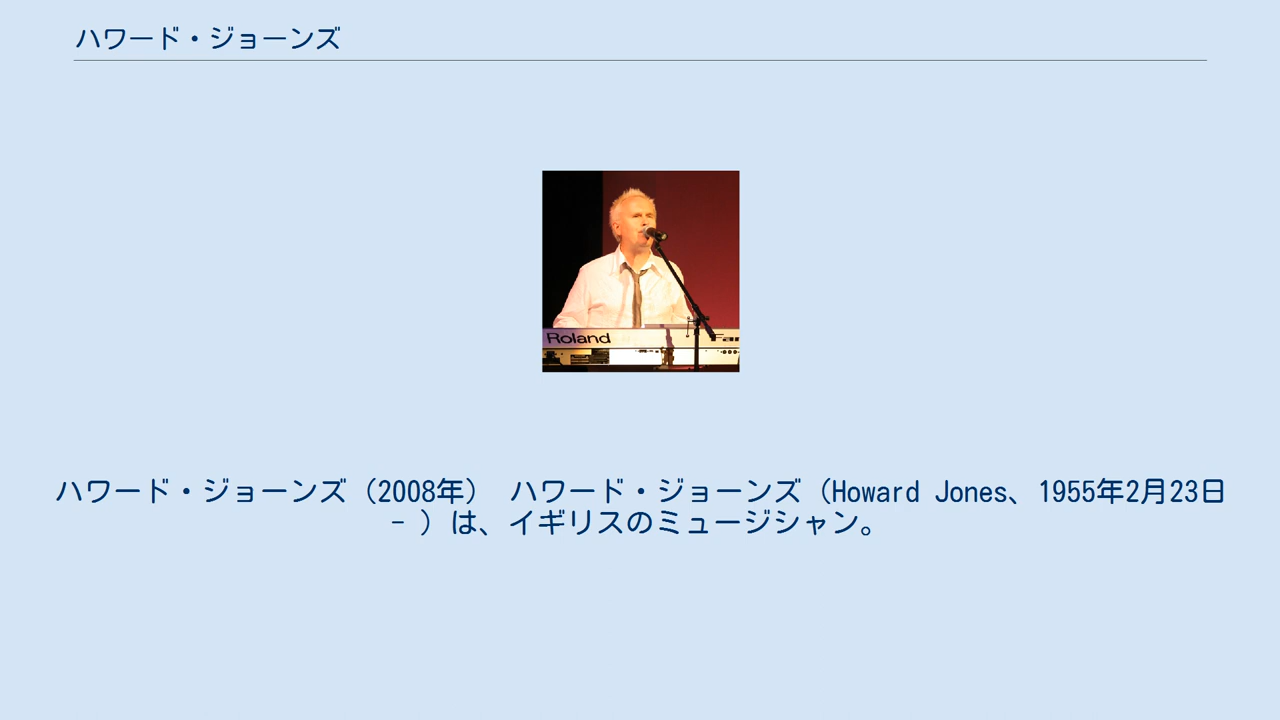 ハワード・ジョーンズ
Roland
ハワード・ジョーンズ（2008年） ハワード・ジョーンズ（Howard Jones、1955年2月23日
- ）は、イギリスのミュージシャン。